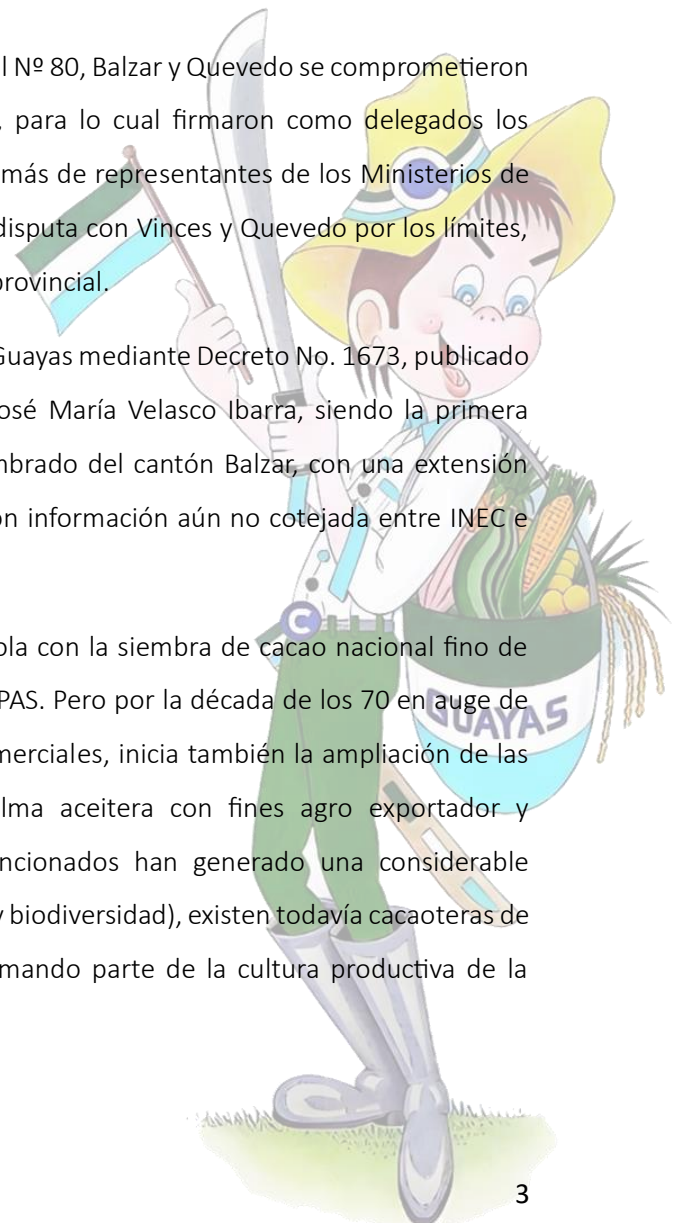 l Nº 80, Balzar y Quevedo se comprometieron
, para lo cual firmaron como delegados los
más de representantes de los Ministerios de
disputa con Vinces y Quevedo por los límites,
provincial.
Guayas mediante Decreto No. 1673, publicado
osé María Velasco Ibarra, siendo la primera
mbrado del cantón Balzar, con una extensión
ón información aún no cotejada entre INEC e
C
bla con la siembra de cacao nacional fino de
PAS. Pero por la década de los 70 en auge de
GUAYAS
merciales, inicia también la ampliación de las
lma aceitera con fines agro exportador y
ncionados han generado una considerable
y biodiversidad), existen todavía cacaoteras de
rmando parte de la cultura productiva de la
3